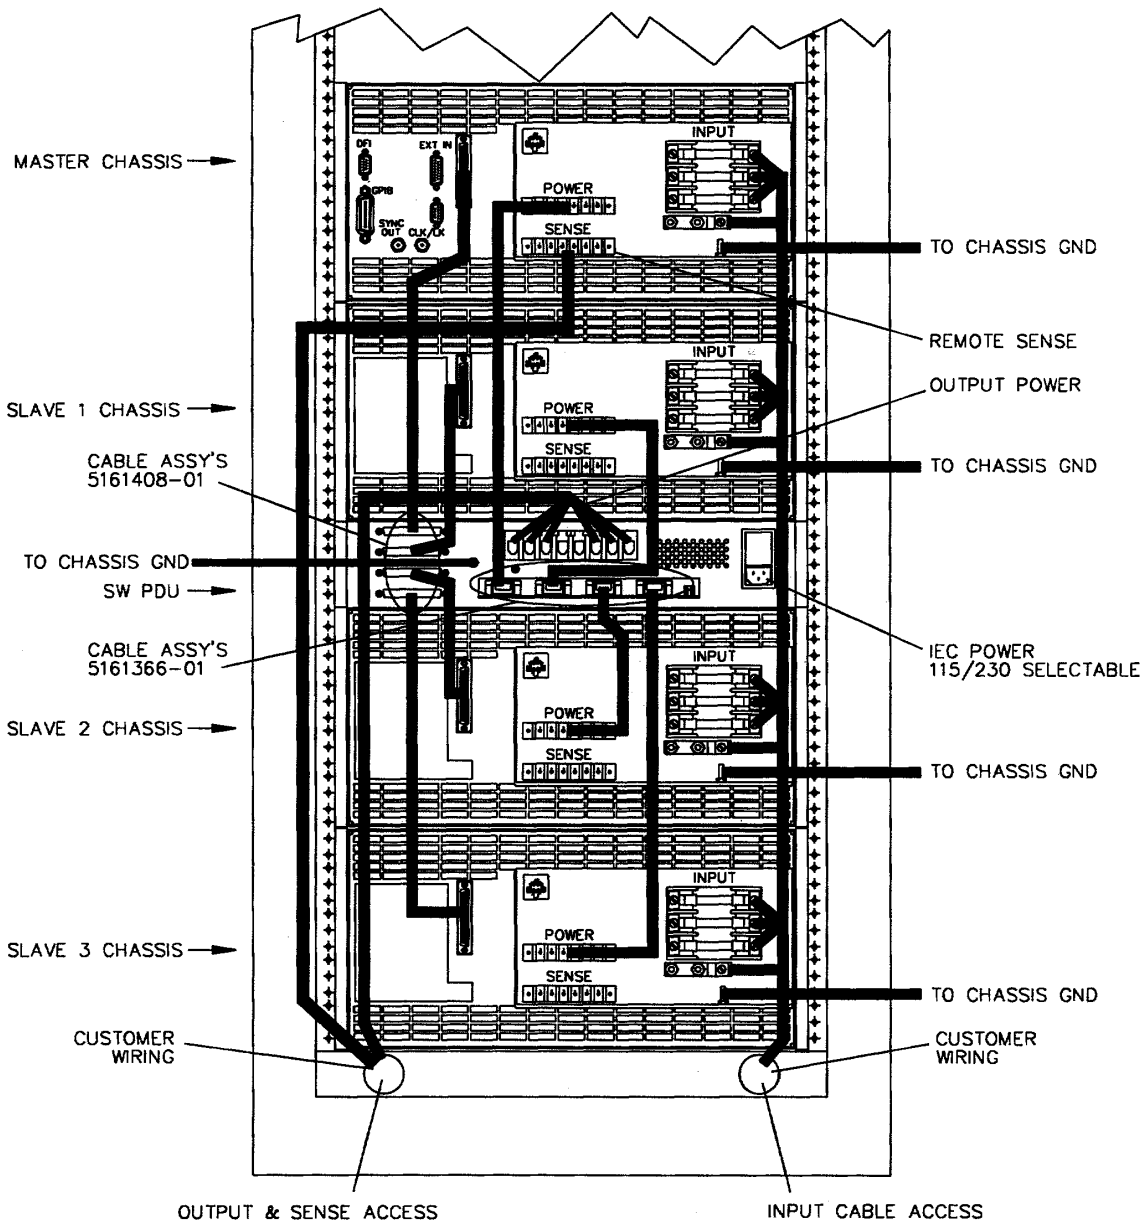 MASTER CHASSIS
DFI
EXT IN
GPIB
SYNC
OUT
CLK/LK
POWER
SENSE
INPUT
TO CHASSIS GND
REMOTE SENSE
OUTPUT POWER
SLAVE 1 CHASSIS
POWER
SENSE
INPUT
TO CHASSIS GND
CABLE ASSY'S
5161408-01
TO CHASSIS GND
SW PDU
CABLE ASSY'S
5161366-01
IEC POWER
115/230 SELECTABLE
SLAVE 2 CHASSIS
POWER
SENSE
INPUT
TO CHASSIS GND
SLAVE 3 CHASSIS
POWER
SENSE
INPUT
TO CHASSIS GND
CUSTOMER
WIRING
CUSTOMER
WIRING
OUTPUT & SENSE ACCESS
INPUT CABLE ACCESS